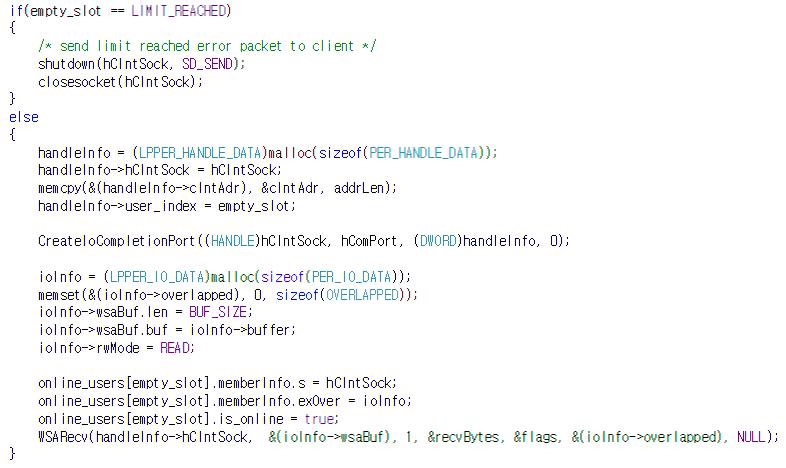 if(empty_slot == LIMIT_REACHED)
{
    /* send limit reached error packet to client */
    shutdown(hClntSock, SD_SEND);
    closesocket(hClntSock);
}
else
{
    handleInfo = (LPPER_HANDLE_DATA)malloc(sizeof(PER_HANDLE_DATA));
    handleInfo->hClntSock = hClntSock;
    memcpy(&(handleInfo->clntAdr), &clntAdr, addrLen);
    handleInfo->user_index = empty_slot;

    CreateIoCompletionPort((HANDLE)hClntSock, hComPort, (DWORD)handleInfo, 0);

    ioInfo = (LPPER_IO_DATA)malloc(sizeof(PER_IO_DATA));
    memset(&(ioInfo->overlapped), 0, sizeof(OVERLAPPED));
    ioInfo->wsaBuf.len = BUF_SIZE;
    ioInfo->wsaBuf.buf = ioInfo->buffer;
    ioInfo->rwMode = READ;

    online_users[empty_slot].memberInfo.s = hClntSock;
    online_users[empty_slot].memberInfo.exOver = ioInfo;
    online_users[empty_slot].is_online = true;
    WSARecv(handleInfo->hClntSock,  &(ioInfo->wsaBuf), 1, &recvBytes, &flags, &(ioInfo->overlapped), NULL);
}